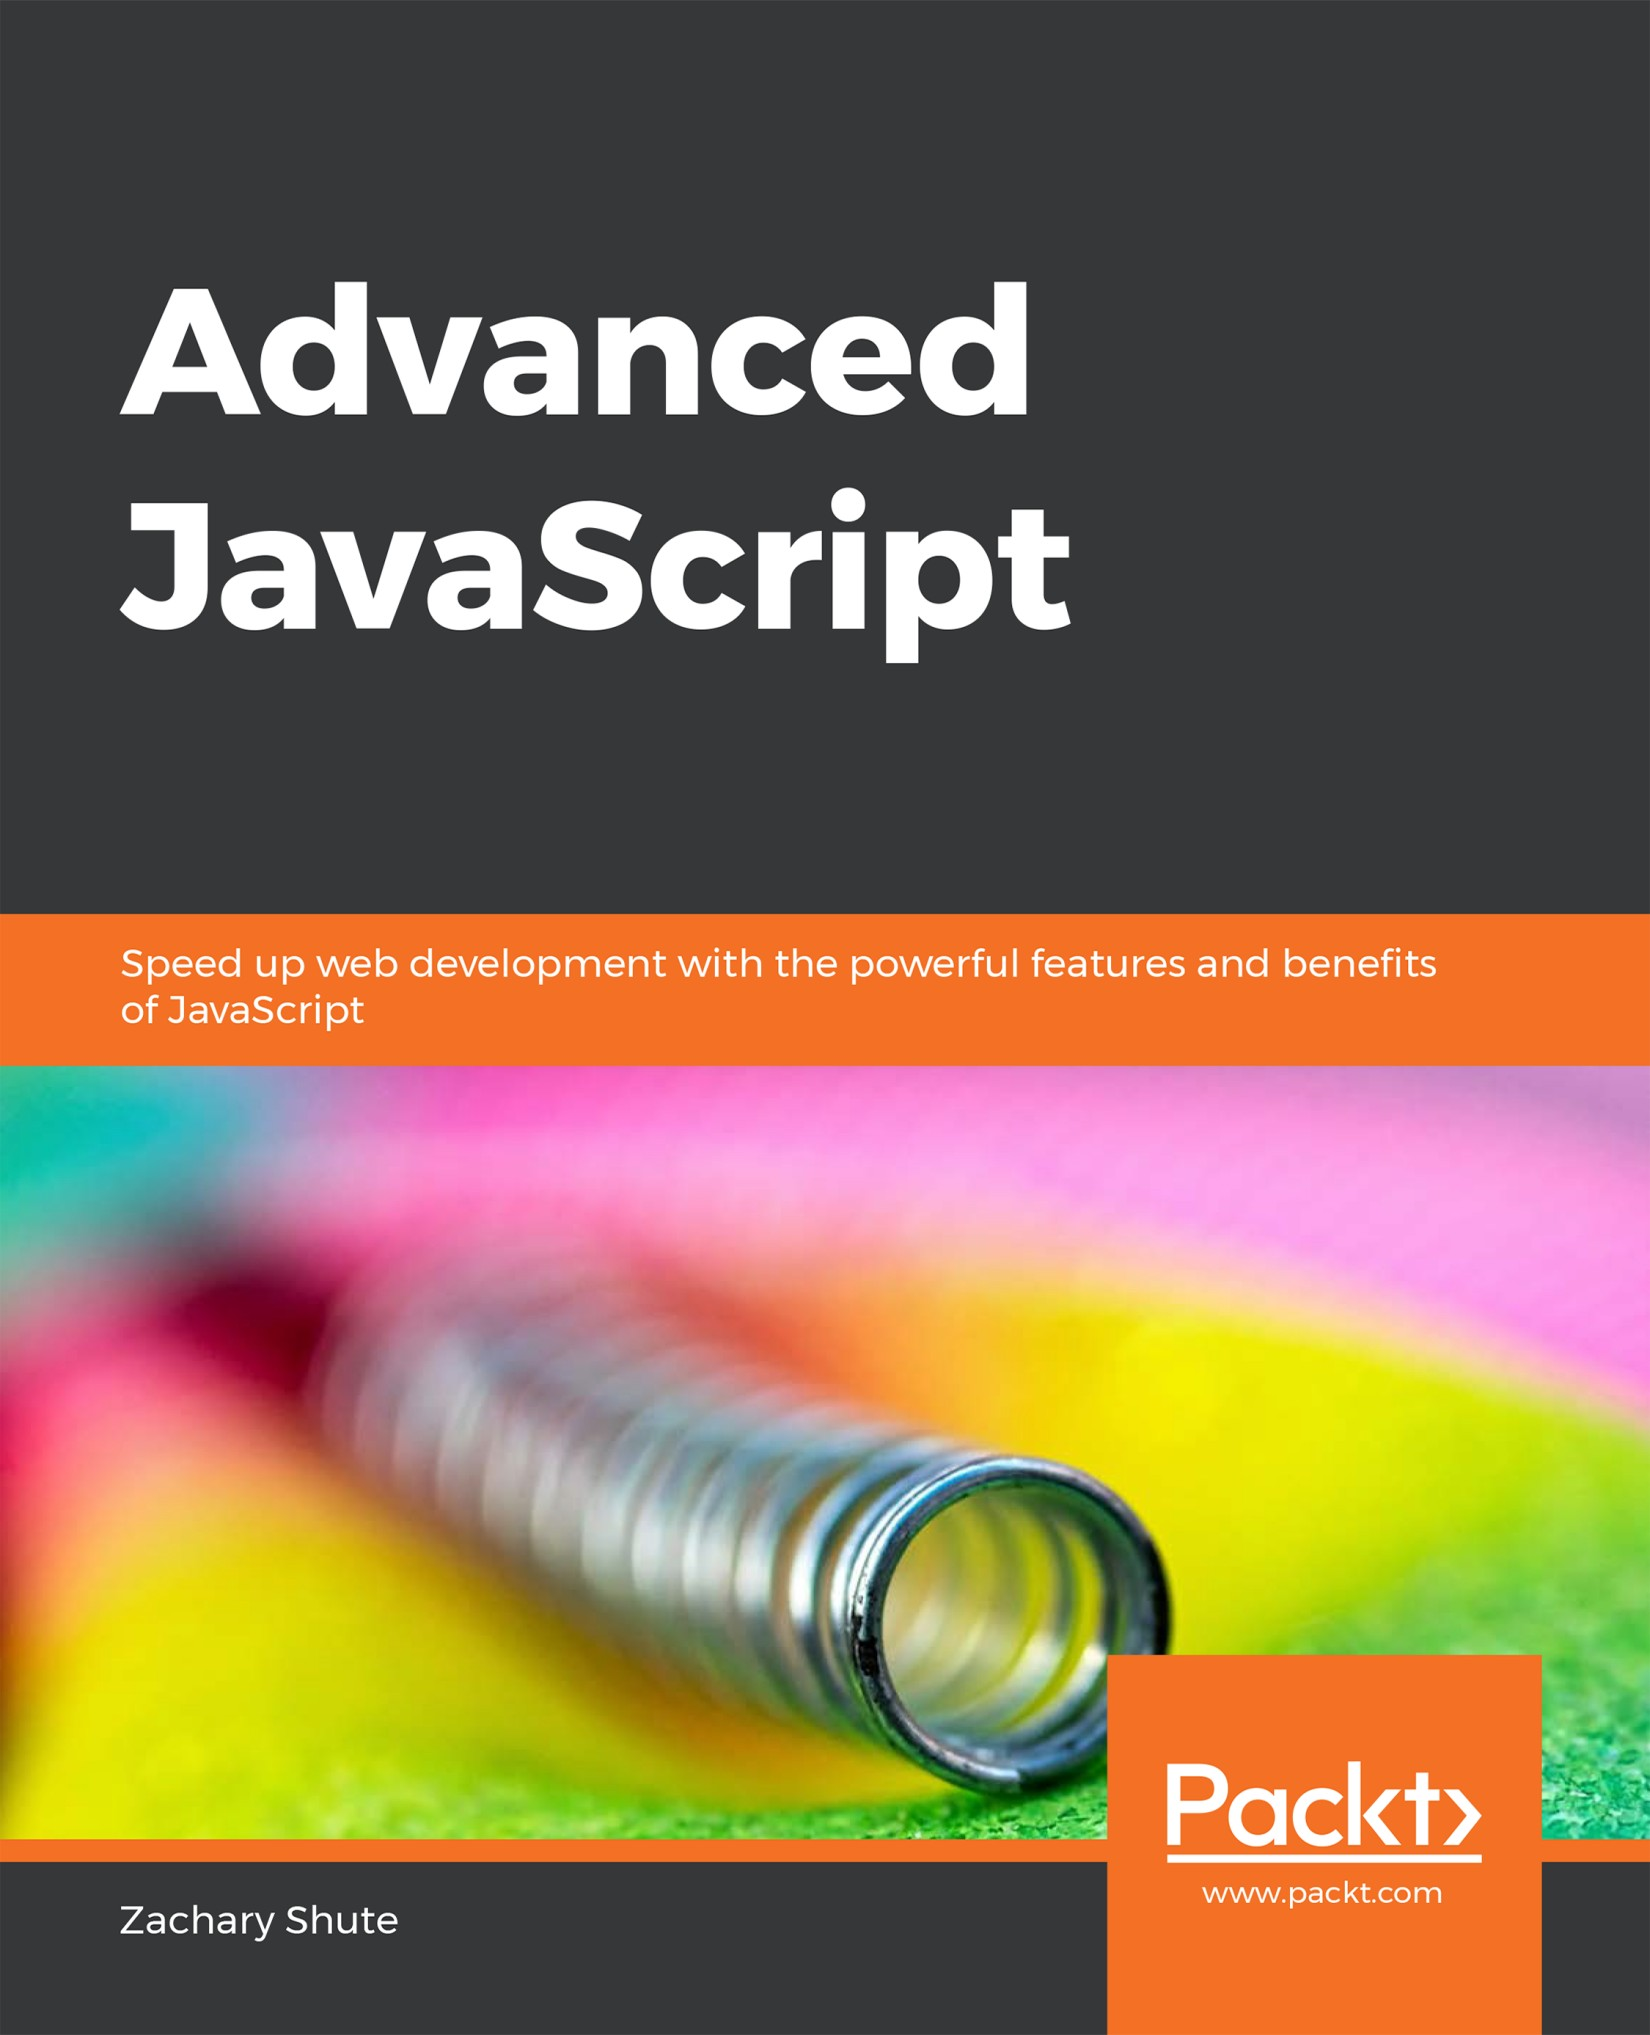 Advanced
JavaScript
Speed up web development with the powerful features and benefits
of JavaScript
Packt>
www.packt.com
Zachary Shute